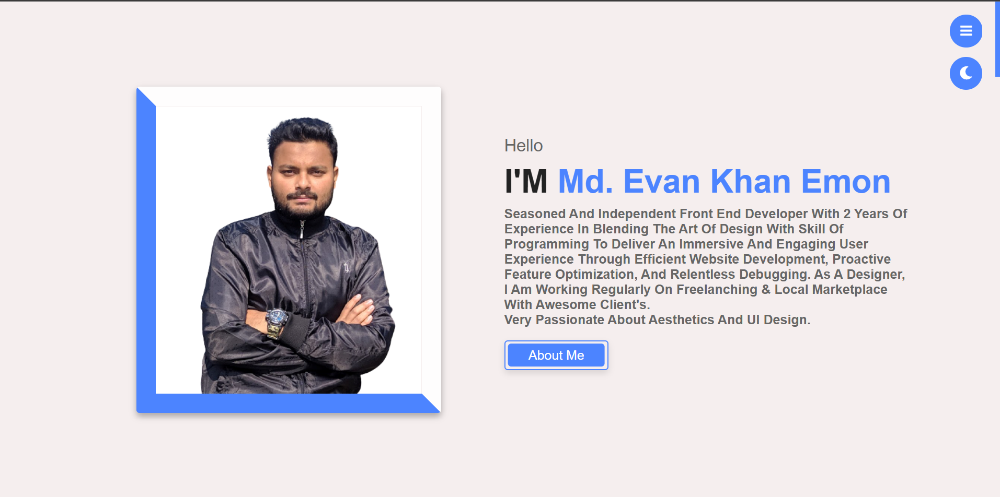 Hello
I'M Md. Evan Khan Emon
Seasoned And Independent Front End Developer With 2 Years Of
Experience In Blending The Art Of Design With Skill Of
Programming To Deliver An Immersive And Engaging User
Experience Through Efficient Website Development, Proactive
Feature Optimization, And Relentless Debugging. As A Designer,
I Am Working Regularly On Freelanching & Local Marketplace
With Awesome Client's.
Very Passionate About Aesthetics And UI Design.
About Me